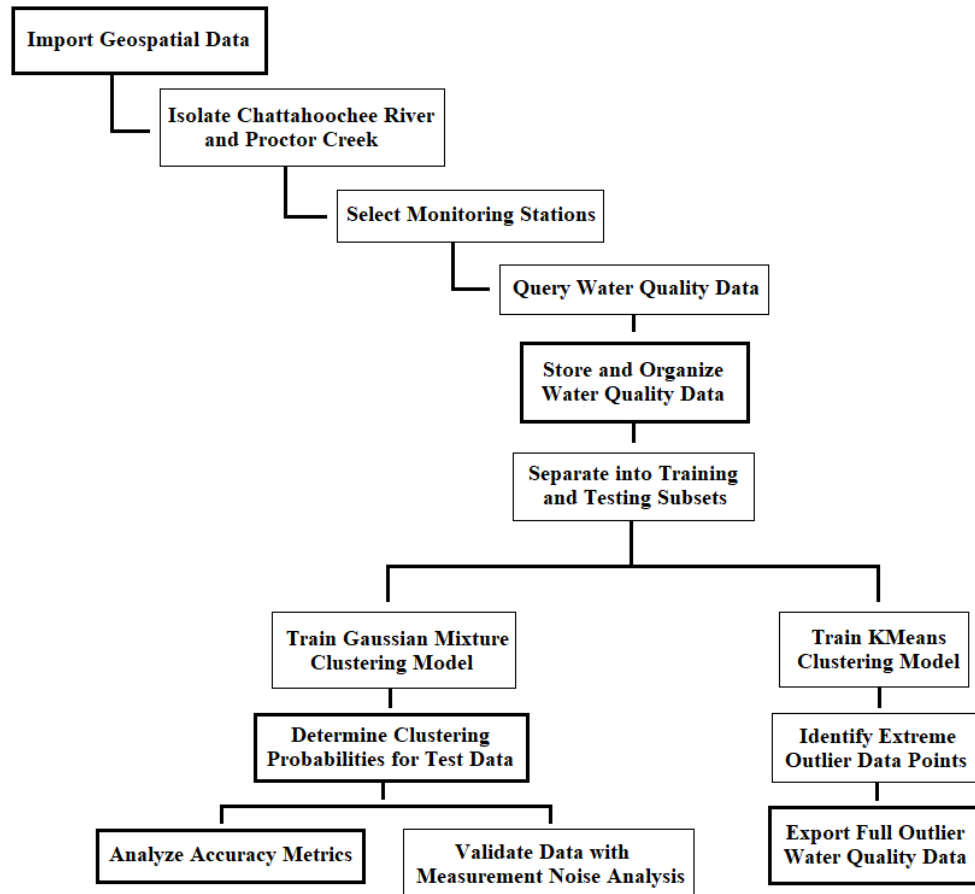 Import Geospatial Data
Isolate Chattahoochee River
and Proctor Creek
Select Monitoring Stations
Query Water Quality Data
Store and Organize
Water Quality Data
Separate into Training
and Testing Subsets
Train Gaussian Mixture
Clustering Model
Train KMeans
Clustering Model
Determine Clustering
Probabilities for Test Data
Identify Extreme
Outlier Data Points
Analyze Accuracy Metrics
Validate Data with
Measurement Noise Analysis
Export Full Outlier
Water Quality Data